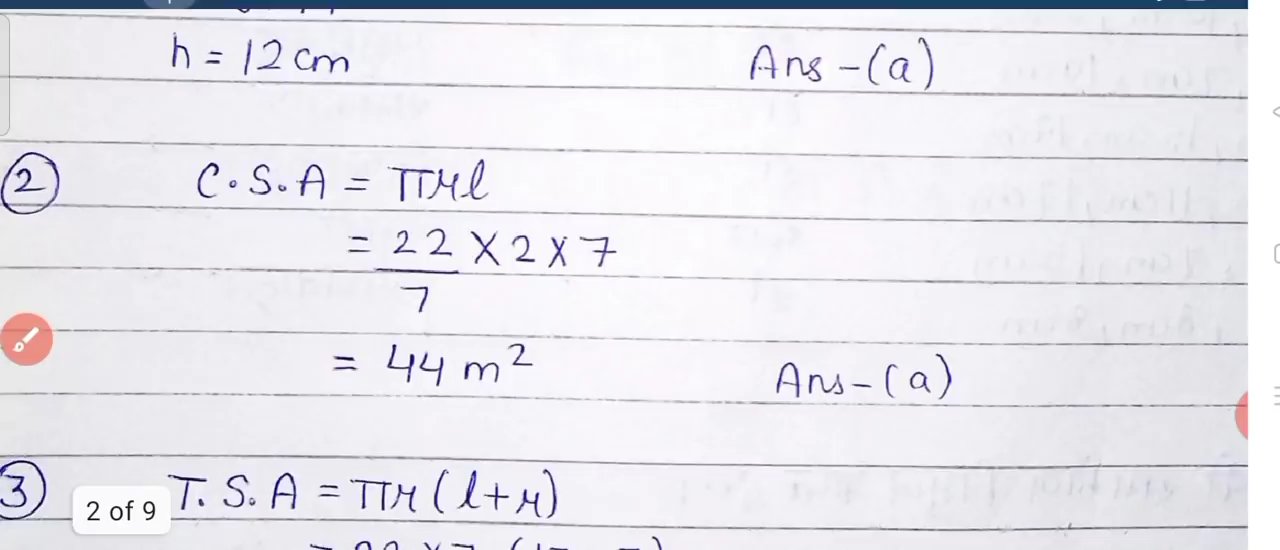 h = 12 cm
Ans - (a)
2 C.S.A = πrl
= 22 × 2 × 7
7
= 44 m²
Ans - (a)
3 T.S.A = πr (l+r)
2 of 9